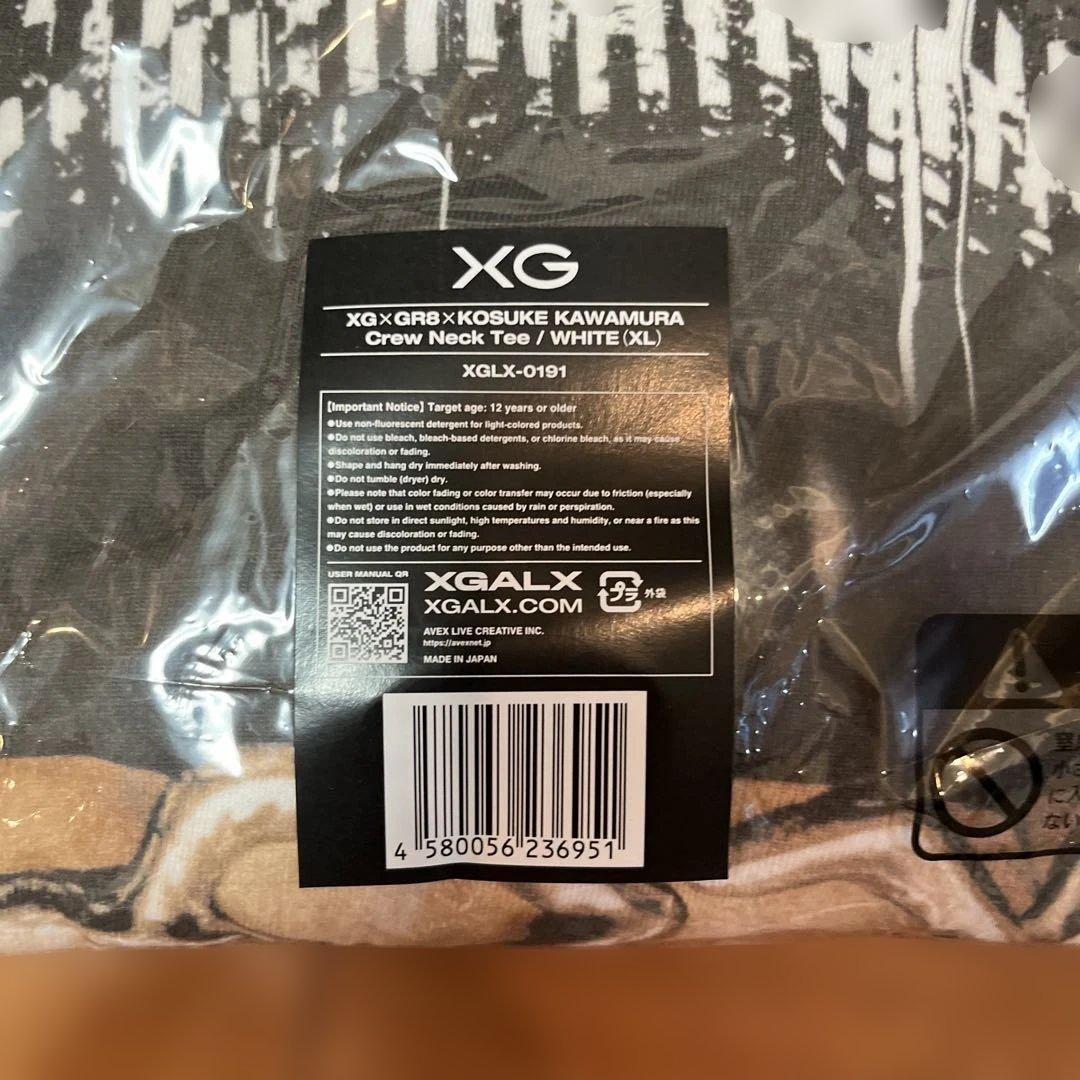 XG
XG×GR8×KOSUKE KAWAMURA
Crew Neck Tee / WHITE(XL)
XGLX-0191
【Important Notice】Target age: 12 years or older
●Use non-fluorescent detergent for light-colored products.
●Do not use bleach, bleach-based detergents, or chlorine bleach, as it may cause
discoloration or fading.
●Shape and hang dry immediately after washing.
●Do not tumble (dryer) dry.
●Please note that color fading or color transfer may occur due to friction (especially
when wet) or use in wet conditions caused by rain or perspiration.
●Do not store in direct sunlight, high temperatures and humidity, or near a fire as this
may cause discoloration or fading.
●Do not use the product for any purpose other than the intended use.
USER MANUAL QR
XGALX
XGALX.COM
プラ 外袋
AVEX LIVE CREATIVE INC.
https://avexnet.jp
MADE IN JAPAN
4 580056 236951
小さ
に入
ない